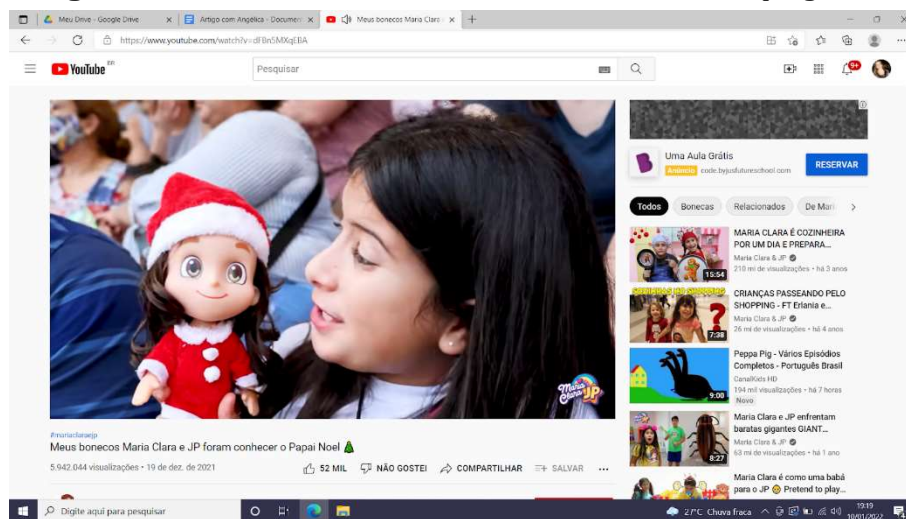 Meu Drive - Google Drive
Artigo com Angélica - Documen
Meus bonecos Maria Clara
https://www.youtube.com/watch?v=dFBn5MXqEBA
YouTube BR
Pesquisar
9+
Maria Clara & JP
#mariaclaraejp
Meus bonecos Maria Clara e JP foram conhecer o Papai Noel 🎄
5.942.044 visualizações • 19 de dez. de 2021
52 MIL NÃO GOSTEI COMPARTILHAR SALVAR ...
Uma Aula Grátis
Anúncio code.byjusfutureschool.com
RESERVAR
Todos Bonecas Relacionados De Mari
15:54
MARIA CLARA É COZINHEIRA
POR UM DIA E PREPARA...
Maria Clara & JP
210 mi de visualizações • há 3 anos
7:38
CRIANÇAS PASSEANDO PELO
SHOPPING - FT Erlania e...
Maria Clara & JP
26 mi de visualizações • há 4 anos
9:00
Peppa Pig - Vários Episódios
Completos - Português Brasil
CanalKids HD
194 mil visualizações • há 7 horas
Novo
8:27
Maria Clara e JP enfrentam
baratas gigantes GIANT...
Maria Clara & JP
63 mi de visualizações • há 1 ano
Maria Clara é como uma babá
para o JP 😊 Pretend to play...
Digite aqui para pesquisar
27°C Chuva fraca
19:19
10/01/2022